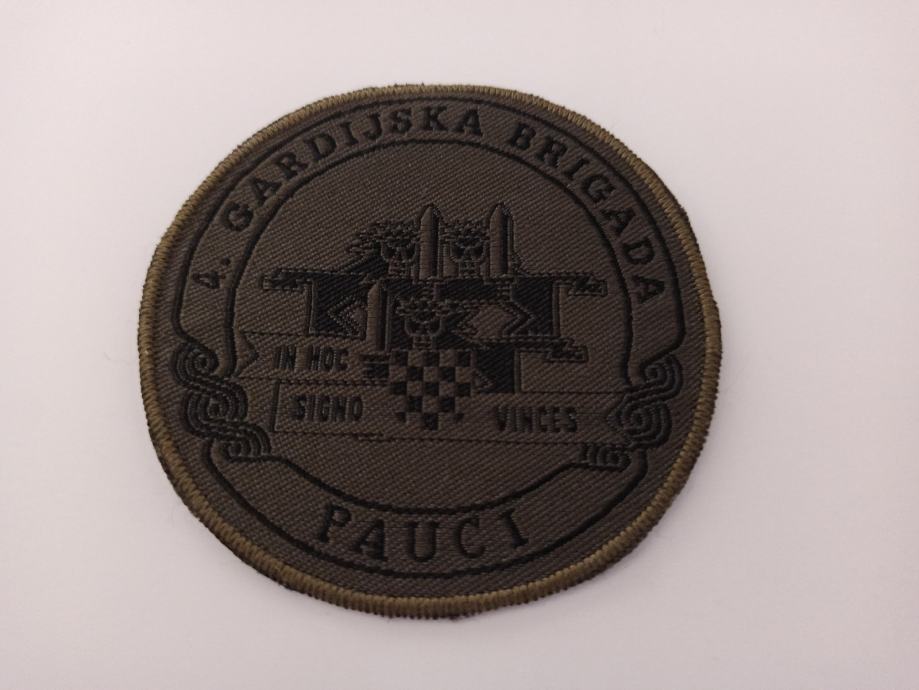 4. GARDIJSKA BRIGADA
IN HOC
SIGNO VINCES
PAUCI